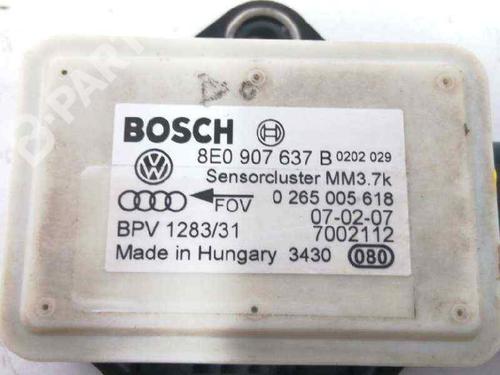 BOSCH
8E0 907 637 B 0202 029
Sensorcluster MM3.7k
FOV 0 265 005 618
07-02-07
BPV 1283/31 7002112
Made in Hungary 3430 080
B-PARTS